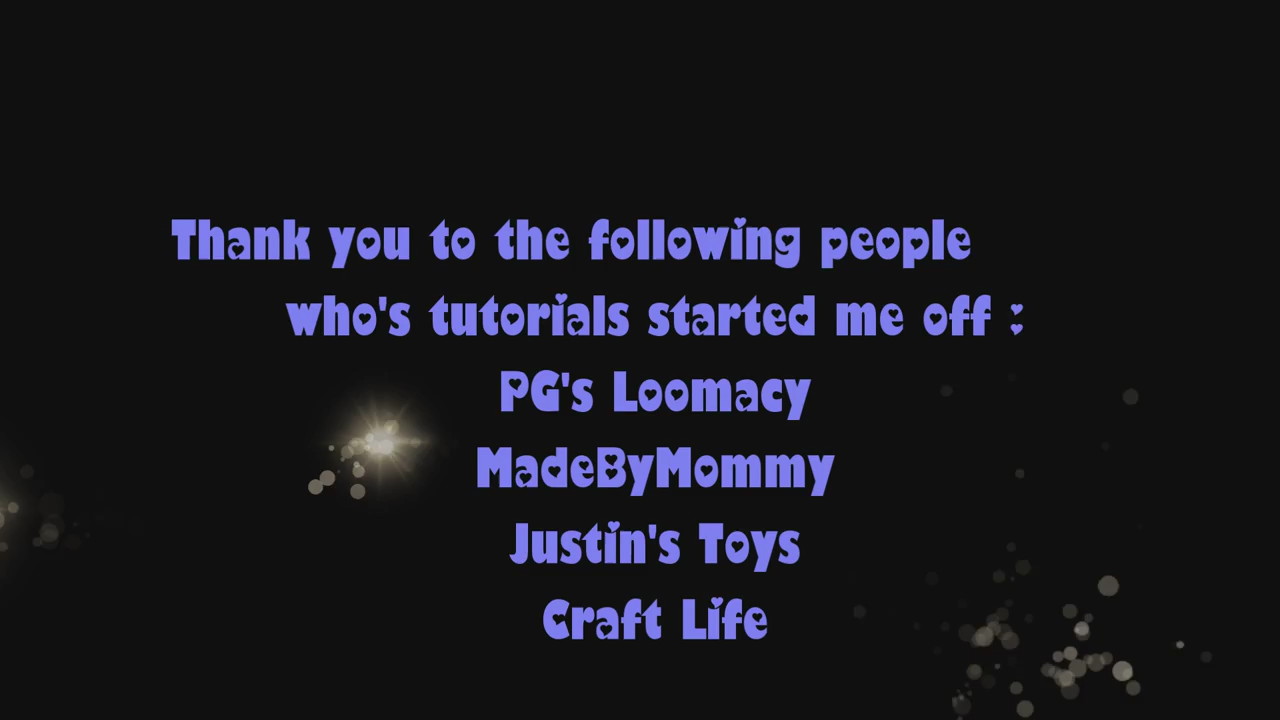 Thank you to the following people
who's tutorials started me off :
PG's Loomacy
MadeByMommy
Justin's Toys
Craft Life